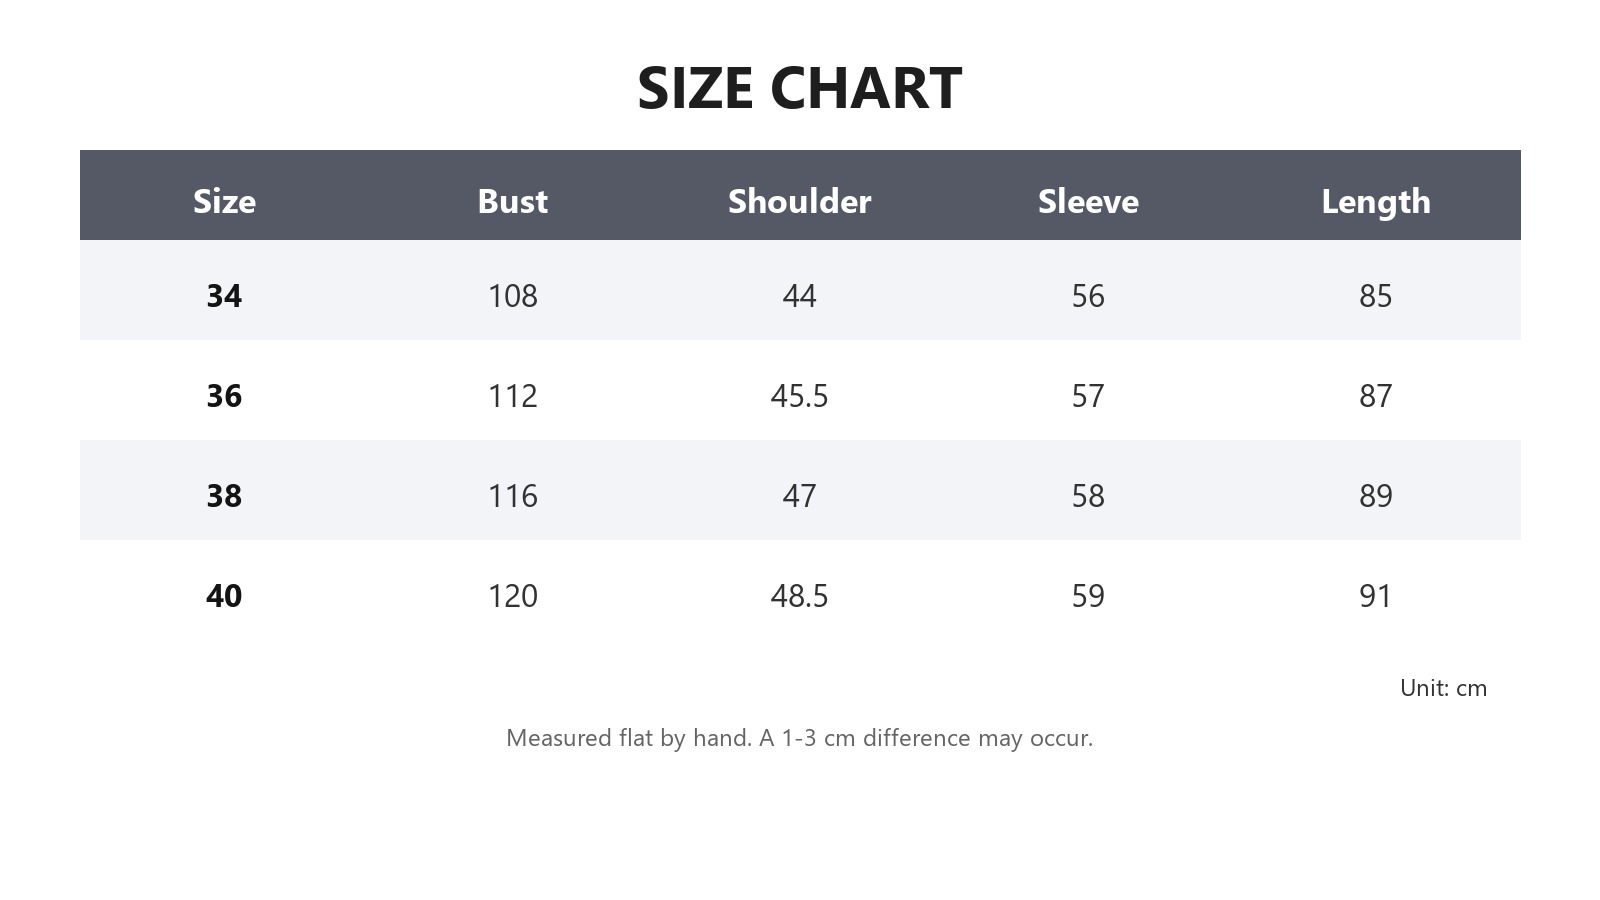 SIZE CHART
Size Bust Shoulder Sleeve Length
34 108 44 56 85
36 112 45.5 57 87
38 116 47 58 89
40 120 48.5 59 91
Unit: cm
Measured flat by hand. A 1-3 cm difference may occur.